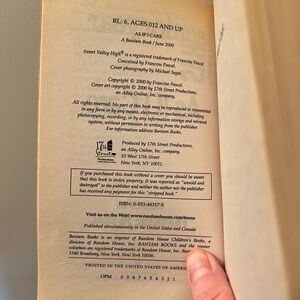 RL: 6, AGES 012 AND UP
AS IF I CARE
A Bantam Book / June 2000
Sweet Valley High® is a registered trademark of Francine Pascal.
Conceived by Francine Pascal.
Cover photography by Michael Segal.
Copyright © 2000 by Francine Pascal.
Cover art copyright © 2000 by 17th Street Productions,
an Alloy Online, Inc. company.
All rights reserved. No part of this book may be reproduced or transmitted
in any form or by any means, electronic or mechanical, including
photocopying, recording, or by any information storage and retrieval
system, without permission in writing from the publisher.
For information address Bantam Books.
Produced by 17th Street Productions,
an Alloy Online, Inc. company.
33 West 17th Street
New York, NY 10011.
If you purchased this book without a cover you should be aware
that this book is stolen property. It was reported as "unsold and
destroyed" to the publisher and neither the author nor the publisher
has received any payment for this "stripped book."
ISBN: 0-553-49317-5
Visit us on the Web! www.randomhouse.com/teens
Published simultaneously in the United States and Canada
Bantam Books is an imprint of Random House Children's Books, a
division of Random House, Inc. BANTAM BOOKS and the rooster
colophon are registered trademarks of Random House, Inc.
1540 Broadway, New York, New York 10036.
PRINTED IN THE UNITED STATES OF AMERICA
OPM 0 9 8 7 6 5 4 3 2 1